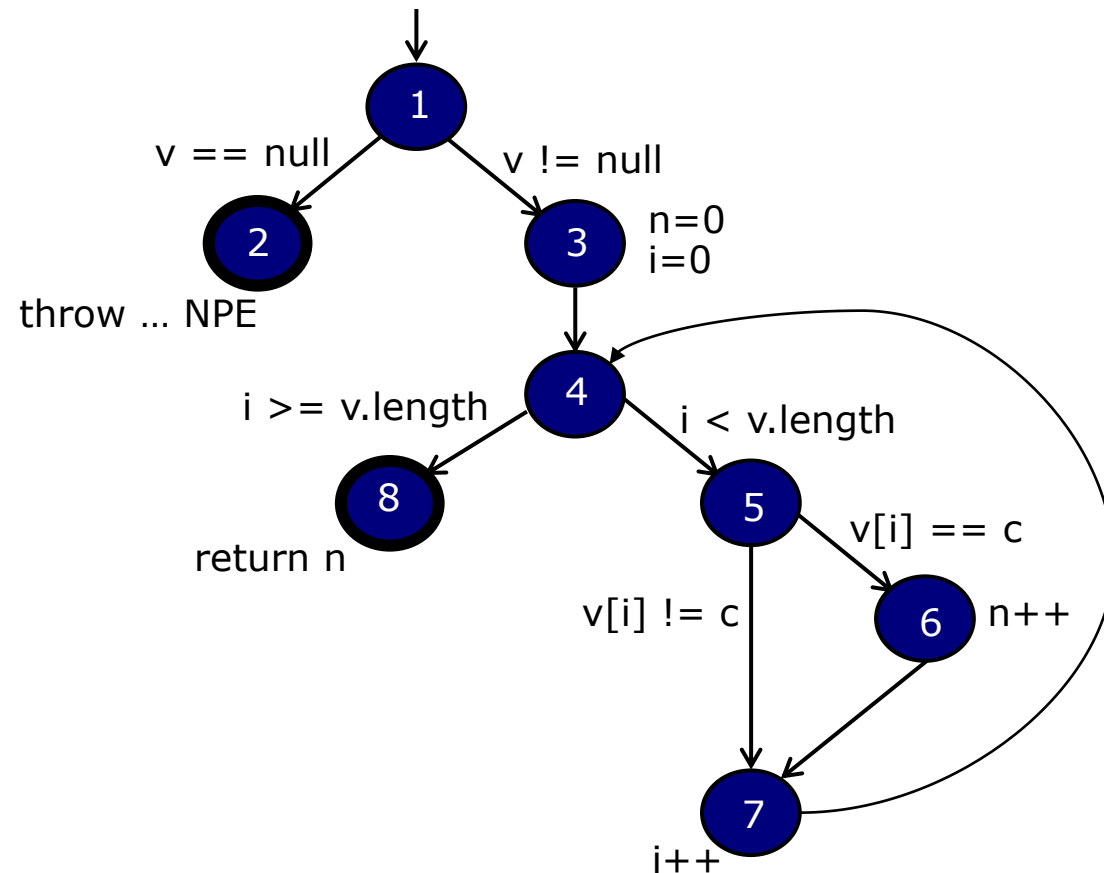 1
v == null
v != null
2
3
n=0
i=0
throw ... NPE
4
i >= v.length
i < v.length
8
5
return n
v[i] == c
v[i] != c
6
n++
7
i++